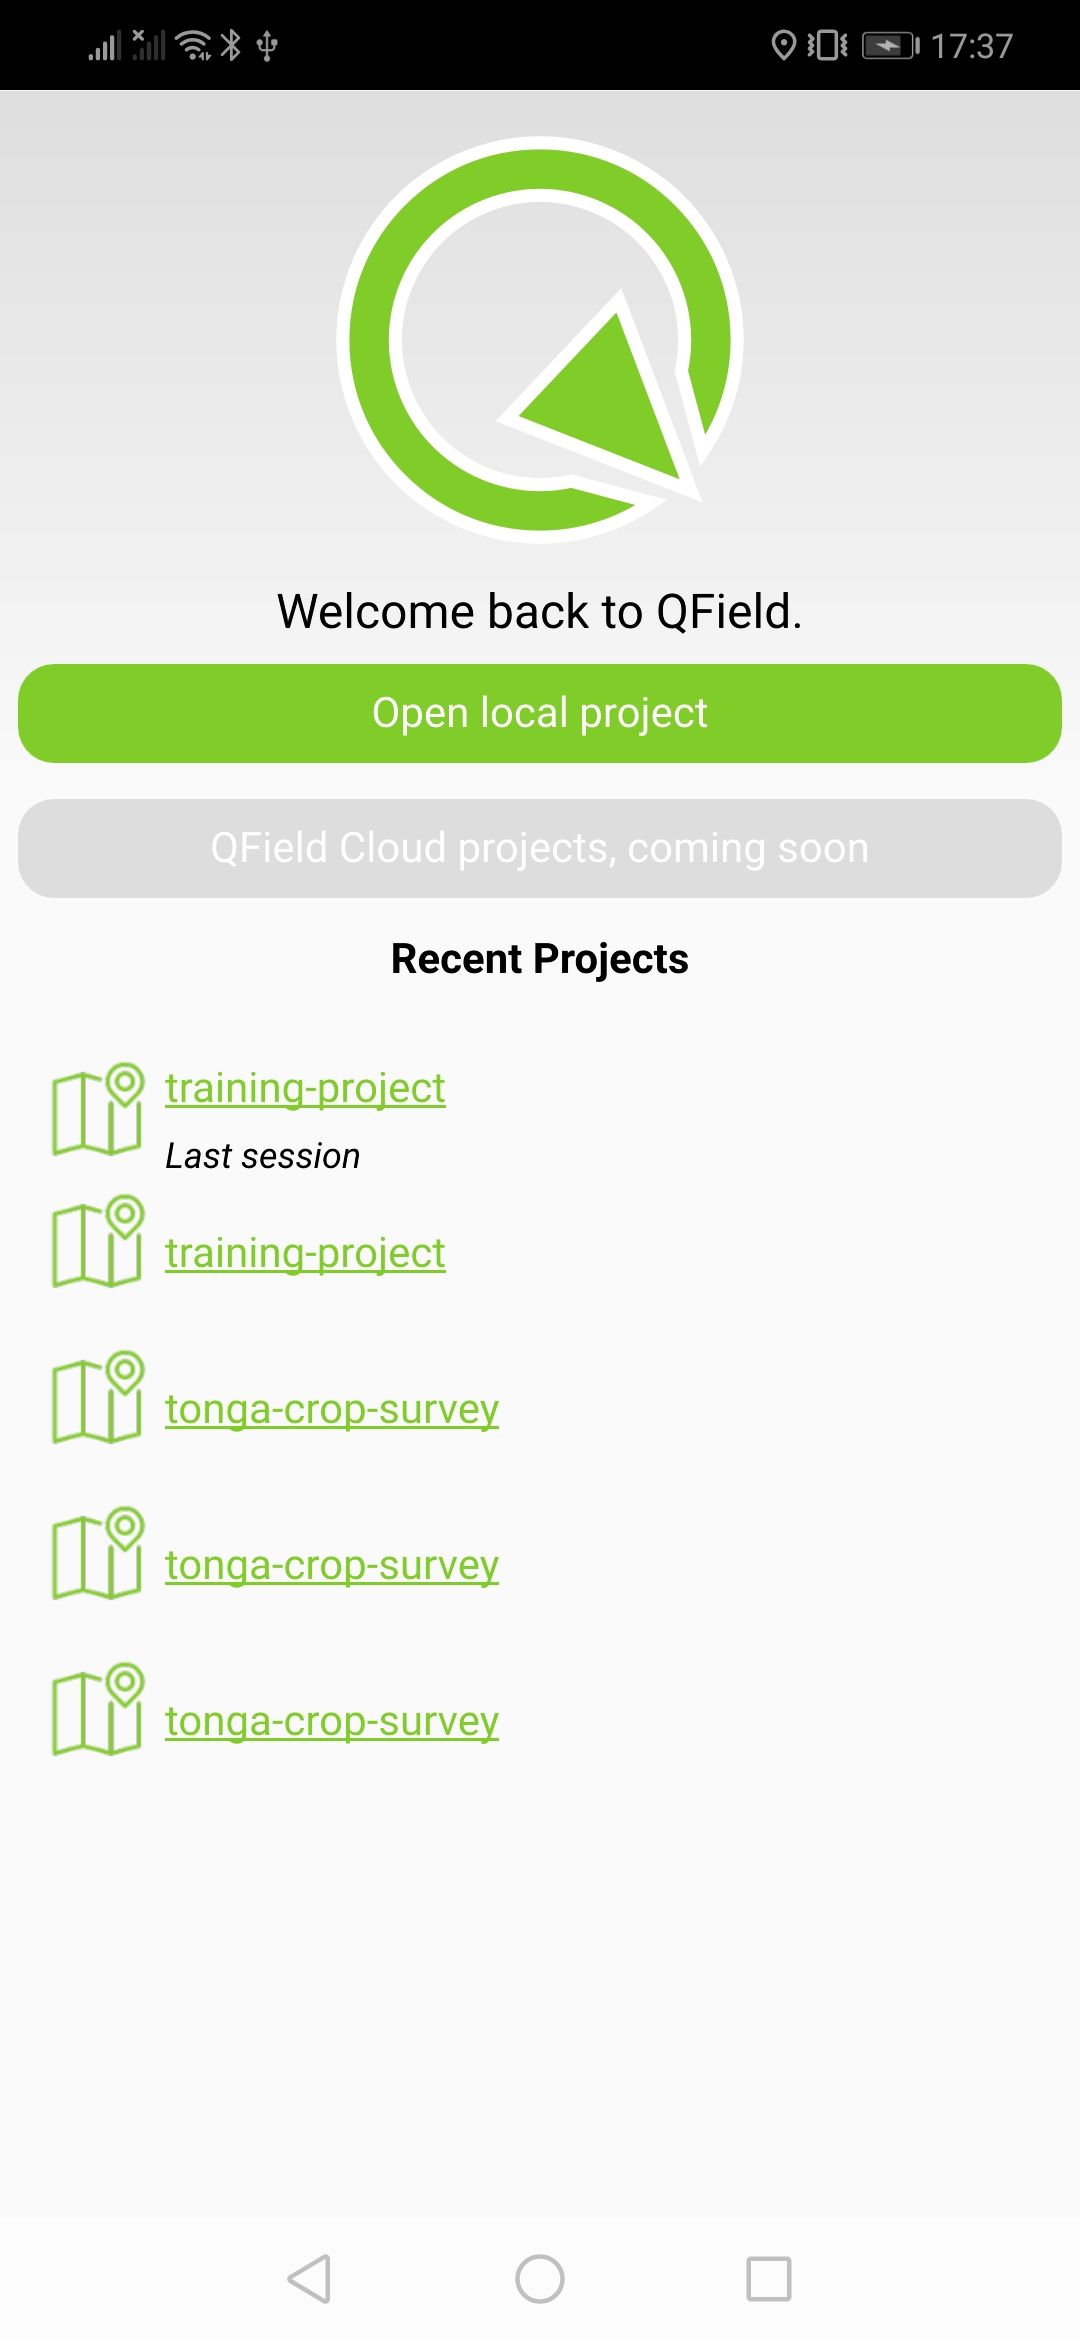 17:37
Welcome back to QField.
Open local project
QField Cloud projects, coming soon
Recent Projects
training-project
Last session
training-project
tonga-crop-survey
tonga-crop-survey
tonga-crop-survey